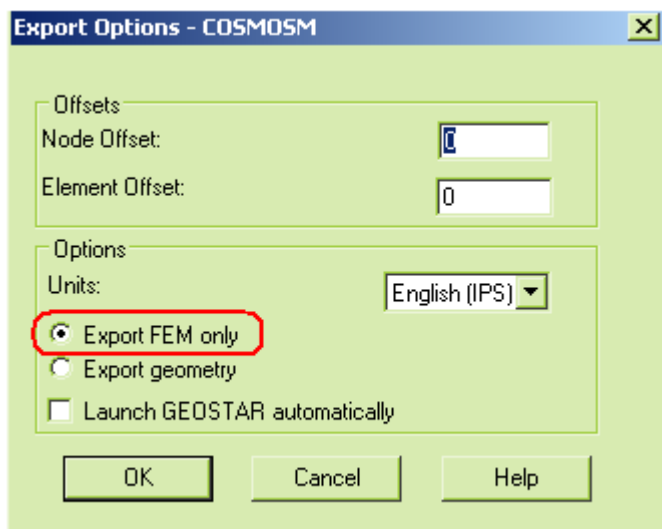 Export Options - COSMOSM
Offsets
Node Offset:
0
Element Offset:
0
Options
Units:
English (IPS)
Export FEM only
Export geometry
Launch GEOSTAR automatically
OK
Cancel
Help